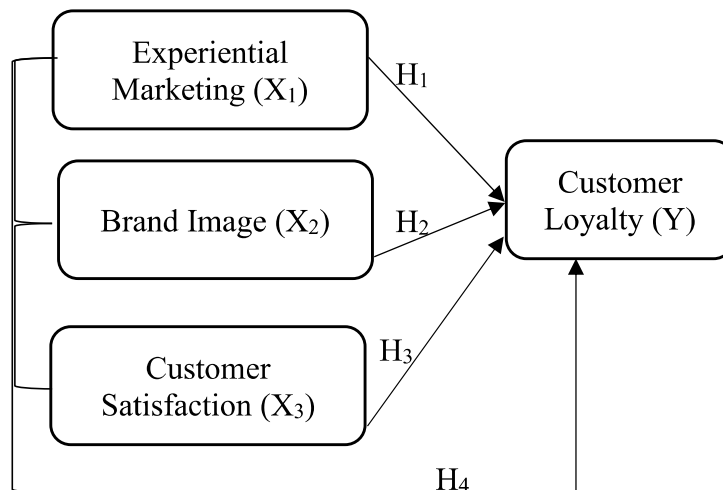 Experiential
Marketing (X₁)
H₁
Customer
Loyalty (Y)
Brand Image (X₂)
H₂
H₃
Customer
Satisfaction (X₃)
H₄